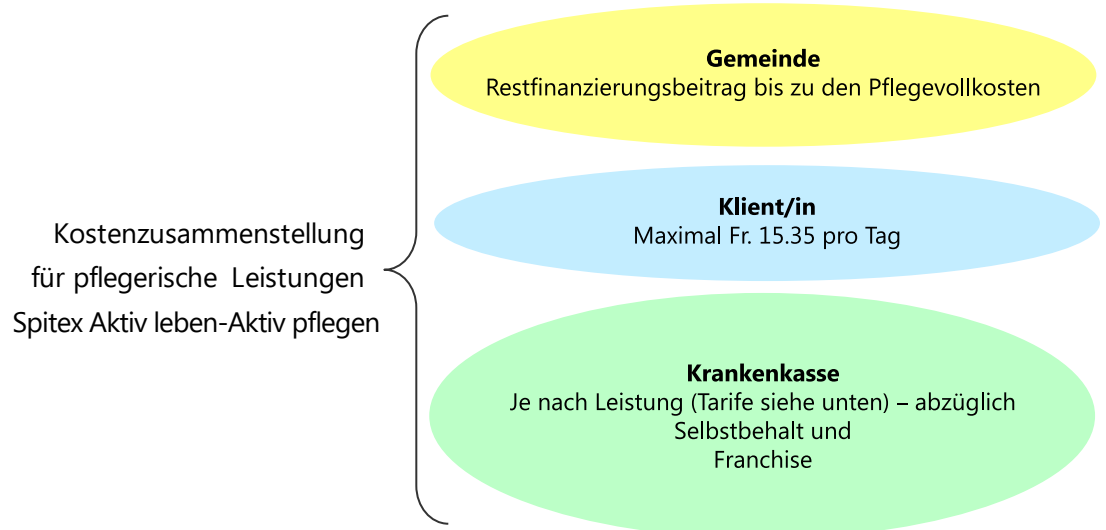 Gemeinde
Restfinanzierungsbeitrag bis zu den Pflegevollkosten
Klient/in
Maximal Fr. 15.35 pro Tag
Kostenzusammenstellung
für pflegerische Leistungen
Spitex Aktiv leben-Aktiv pflegen
Krankenkasse
Je nach Leistung (Tarife siehe unten) – abzüglich
Selbstbehalt und
Franchise